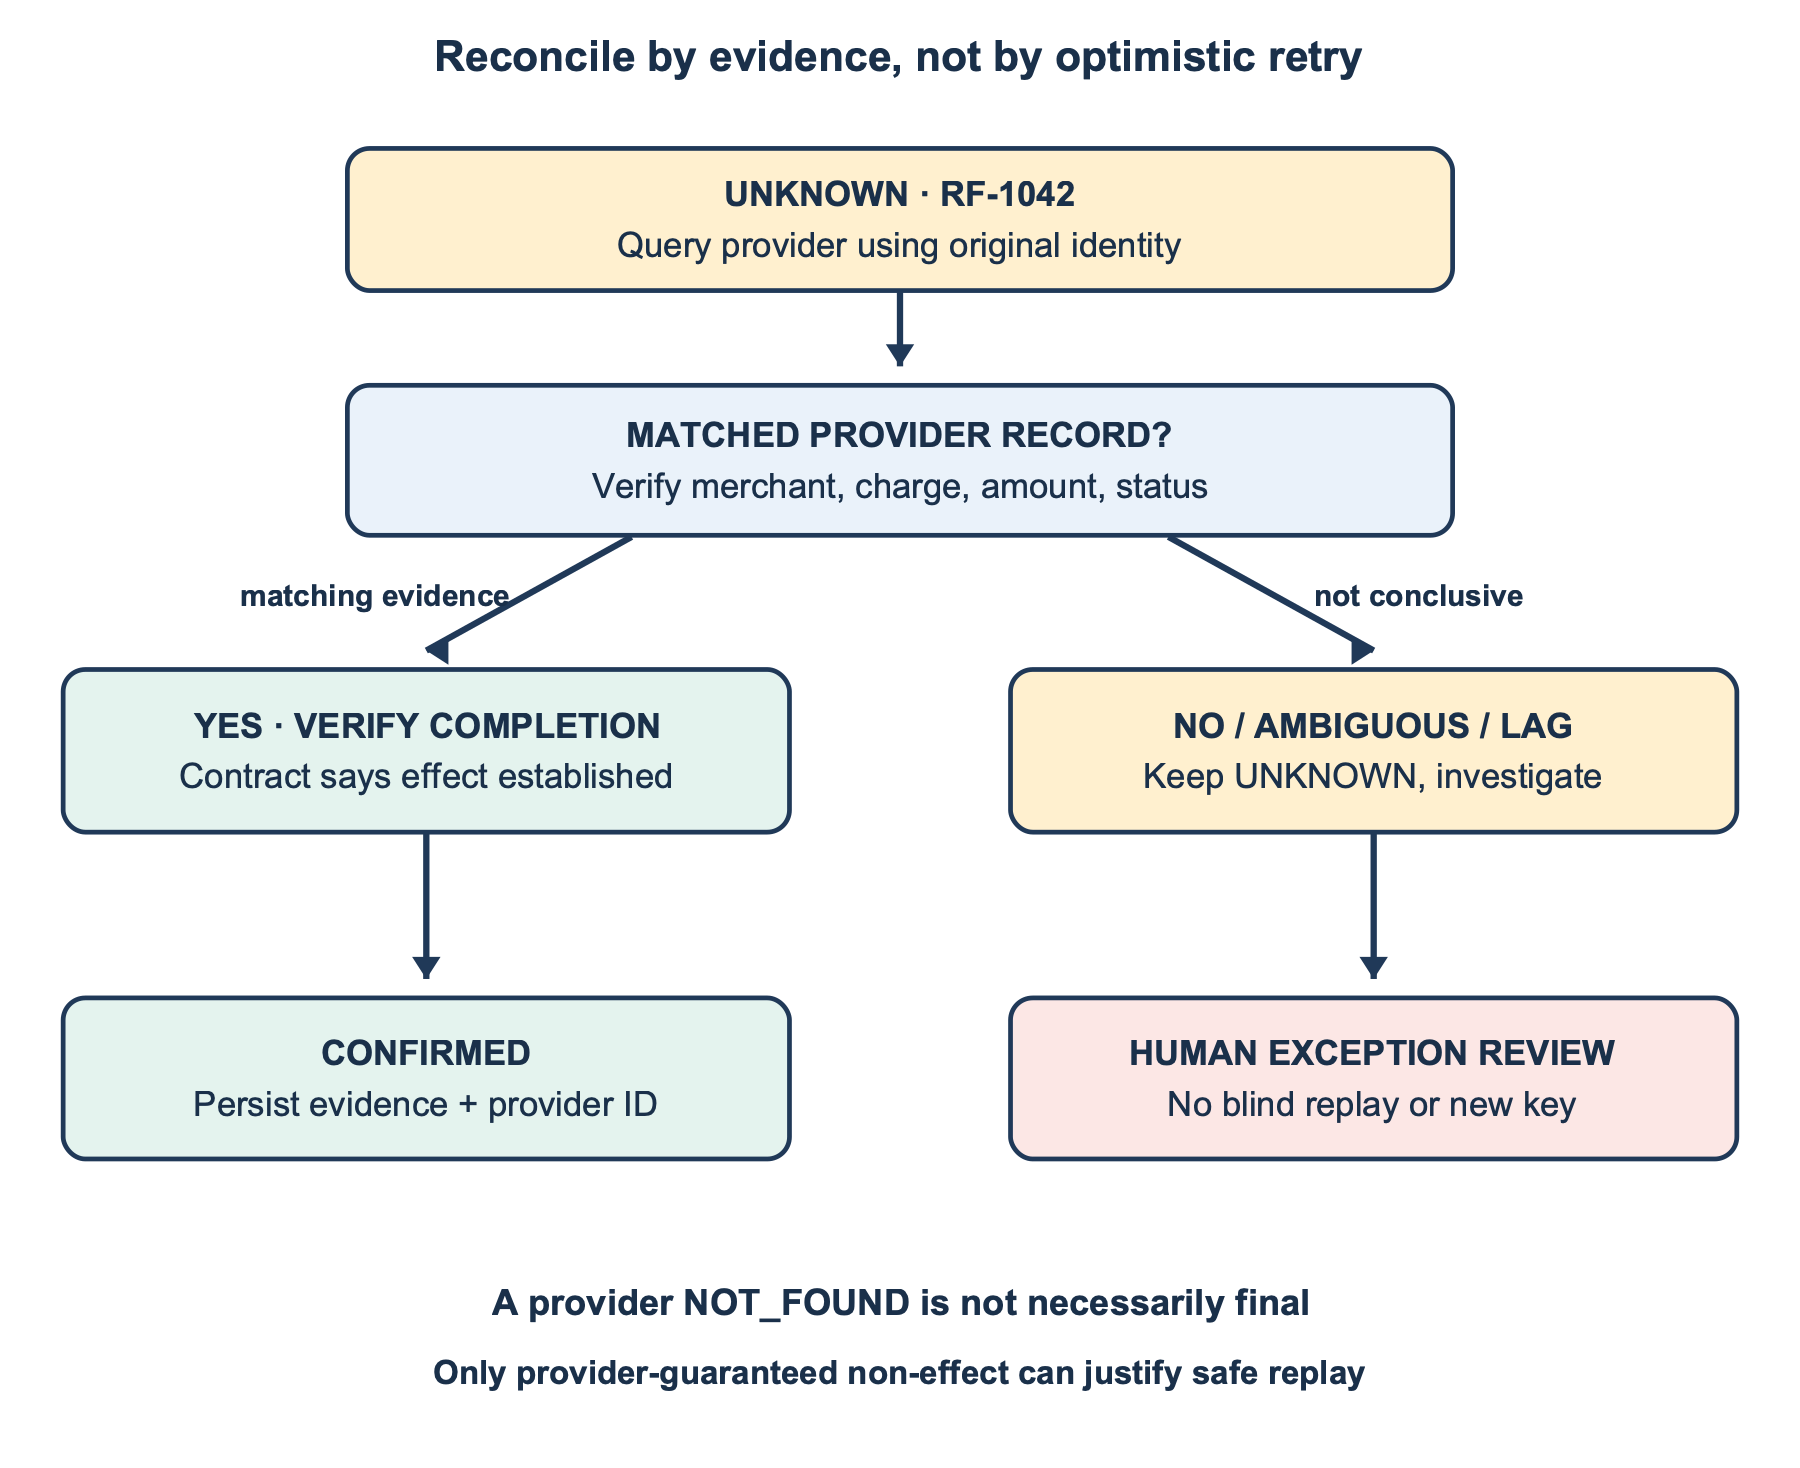 Reconcile by evidence, not by optimistic retry
UNKNOWN · RF-1042
Query provider using original identity
MATCHED PROVIDER RECORD?
Verify merchant, charge, amount, status
matching evidence
not conclusive
YES · VERIFY COMPLETION
Contract says effect established
NO / AMBIGUOUS / LAG
Keep UNKNOWN, investigate
CONFIRMED
Persist evidence + provider ID
HUMAN EXCEPTION REVIEW
No blind replay or new key
A provider NOT_FOUND is not necessarily final
Only provider-guaranteed non-effect can justify safe replay